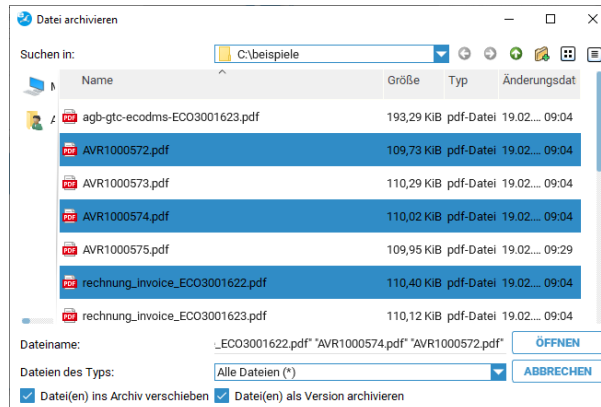 Datei archivieren
Suchen in: C:\beispiele
Name Größe Typ Änderungsdat
agb-gtc-ecodms-ECO3001623.pdf 193,29 KiB pdf-Datei 19.02.... 09:04
AVR1000572.pdf 109,73 KiB pdf-Datei 19.02.... 09:04
AVR1000573.pdf 110,29 KiB pdf-Datei 19.02.... 09:04
AVR1000574.pdf 110,02 KiB pdf-Datei 19.02.... 09:04
AVR1000575.pdf 109,95 KiB pdf-Datei 19.02.... 09:29
rechnung_invoice_ECO3001622.pdf 110,40 KiB pdf-Datei 19.02.... 09:04
rechnung_invoice_ECO3001623.pdf 110,12 KiB pdf-Datei 19.02.... 09:04
Dateiname: _ECO3001622.pdf" "AVR1000574.pdf" "AVR1000572.pdf" ÖFFNEN
Dateien des Typs: Alle Dateien (*) ABBRECHEN
Datei(en) ins Archiv verschieben Datei(en) als Version archivieren